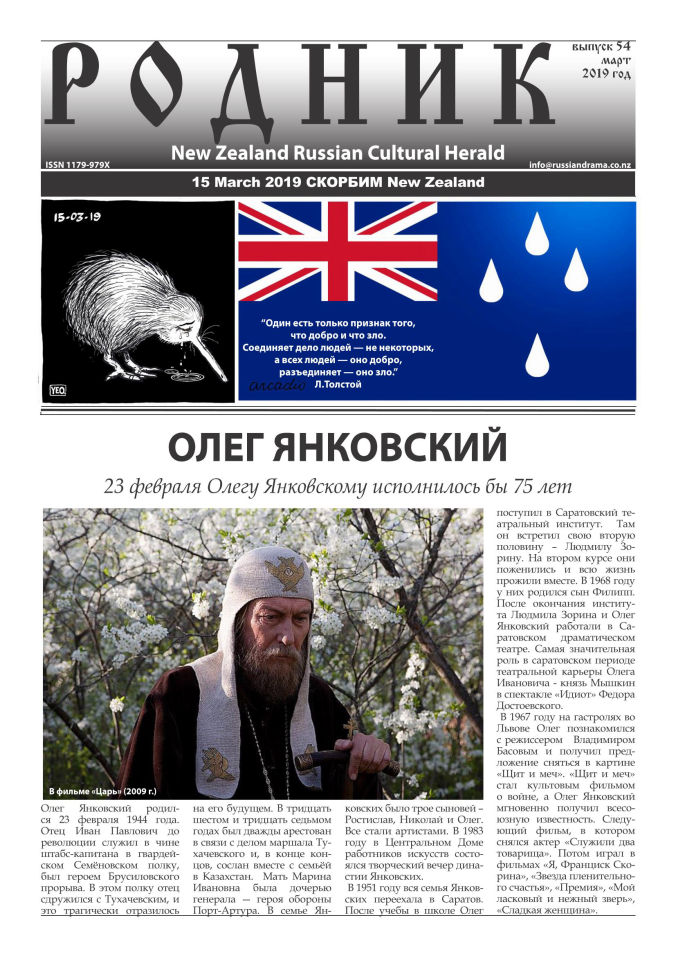 РОДНИК
выпуск 54
март
2019 год
New Zealand Russian Cultural Herald
ISSN 1179-979X
info@russiandrama.co.nz
15 March 2019 СКОРБИМ New Zealand
15-03-19
YEO.
“Один есть только признак того,
что добро и что зло.
Соединяет дело людей — не некоторых,
а всех людей — оно добро,
разъединяет — оно зло.”
arcadio
Л.Толстой
ОЛЕГ ЯНКОВСКИЙ
23 февраля Олегу Янковскому исполнилось бы 75 лет
В фильме «Царь» (2009 г.)
Олег Янковский родил-
ся 23 февраля 1944 года.
Отец Иван Павлович до
революции служил в чине
штабс-капитана в гвардей-
ском Семёновском полку,
был героем Брусиловского
прорыва. В этом полку отец
сдружился с Тухачевским, и
это трагически отразилось
на его будущем. В тридцать
шестом и тридцать седьмом
годах был дважды арестован
в связи с делом маршала Ту-
хачевского и, в конце кон-
цов, сослан вместе с семьёй
в Казахстан. Мать Марина
Ивановна была дочерью
генерала — героя обороны
Порт-Артура. В семье Ян-
ковских было трое сыновей –
Ростислав, Николай и Олег.
Все стали артистами. В 1983
году в Центральном Доме
работников искусств состо-
ялся творческий вечер дина-
стии Янковских.
В 1951 году вся семья Янков-
ских переехала в Саратов.
После учебы в школе Олег
поступил в Саратовский те-
атральный институт. Там
он встретил свою вторую
половину – Людмилу Зо-
рину. На втором курсе они
поженились и всю жизнь
прожили вместе. В 1968 году
у них родился сын Филипп.
После окончания институ-
та Людмила Зорина и Олег
Янковский работали в Са-
ратовском драматическом
театре. Самая значительная
роль в саратовском периоде
театральной карьеры Олега
Ивановича - князь Мышкин
в спектакле «Идиот» Федора
Достоевского.
В 1967 году на гастролях во
Львове Олег познакомился
с режиссером Владимиром
Басовым и получил пред-
ложение сняться в картине
«Щит и меч». «Щит и меч»
стал культовым фильмом
о войне, а Олег Янковский
мгновенно получил всесо-
юзную известность. Следу-
ющий фильм, в котором
снялся актер «Служили два
товарища». Потом играл в
фильмах «Я, Франциск Ско-
рина», «Звезда пленительно-
го счастья», «Премия», «Мой
ласковый и нежный зверь»,
«Сладкая женщина».